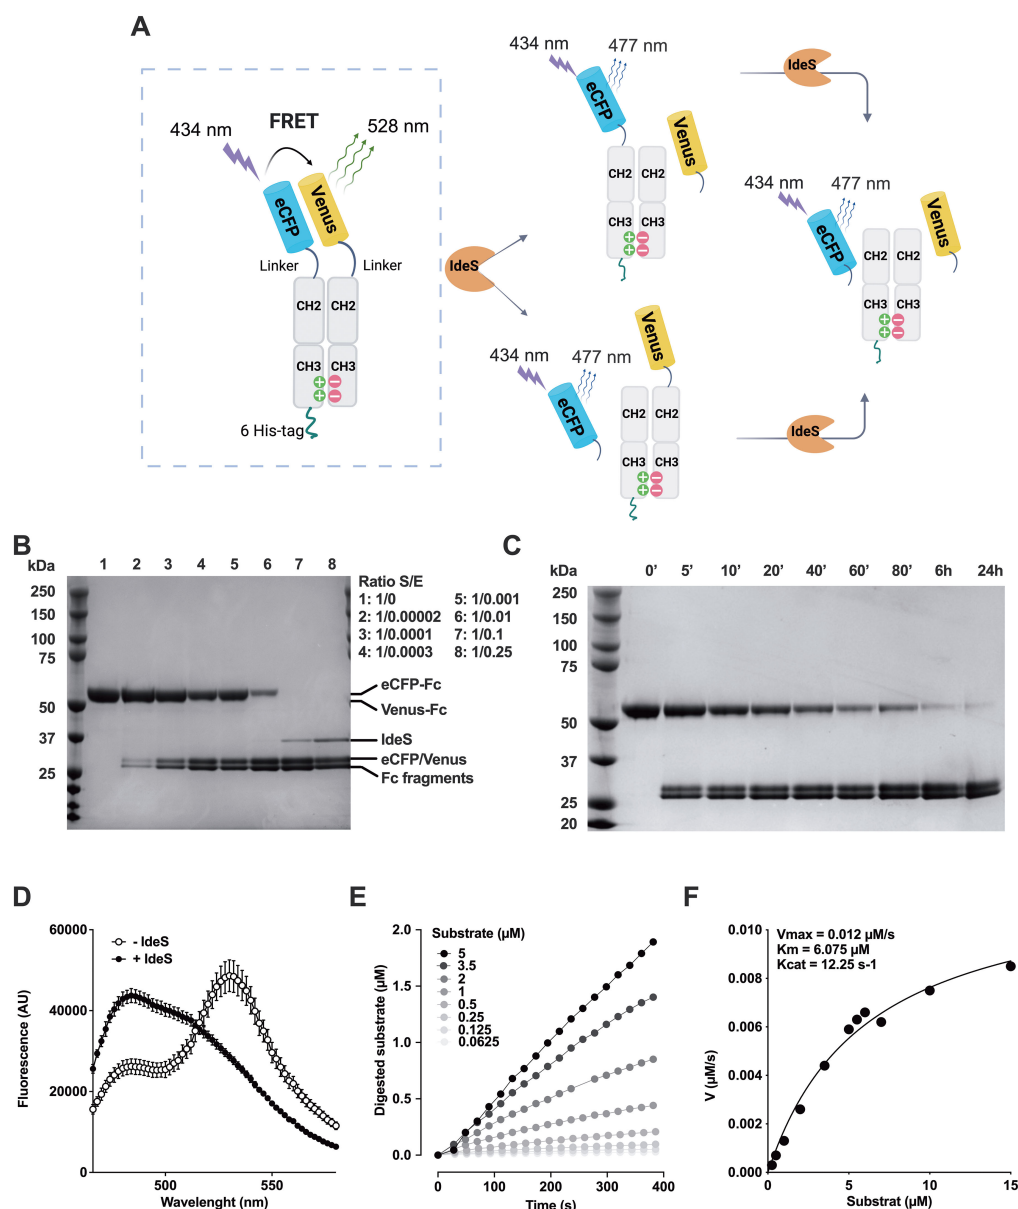 A
434 nm
FRET
528 nm
eCFP
Venus
Linker
Linker
CH2
CH2
CH3
CH3
6 His-tag
IdeS
434 nm
477 nm
eCFP
Venus
CH2
CH2
CH3
CH3
434 nm
477 nm
eCFP
Venus
CH2
CH2
CH3
CH3
IdeS
434 nm
477 nm
eCFP
Venus
CH2
CH2
CH3
CH3
IdeS
B
kDa
1 2 3 4 5 6 7 8
250
150
100
75
50
37
25
Ratio S/E
1: 1/0 5: 1/0.001
2: 1/0.00002 6: 1/0.01
3: 1/0.0001 7: 1/0.1
4: 1/0.0003 8: 1/0.25
eCFP-Fc
Venus-Fc
IdeS
eCFP/Venus
Fc fragments
C
kDa
0’ 5’ 10’ 20’ 40’ 60’ 80’ 6h 24h
250
150
100
75
50
37
25
20
D
Fluorescence (AU)
60000
40000
20000
0
- IdeS
+ IdeS
500 550
Wavelenght (nm)
E
Digested substrate (µM)
2.0
1.5
1.0
0.5
0.0
Substrate (µM)
5
3.5
2
1
0.5
0.25
0.125
0.0625
0 100 200 300 400
Time (s)
F
V (µM/s)
0.010
0.008
0.006
0.004
0.002
0.000
Vmax = 0.012 µM/s
Km = 6.075 µM
Kcat = 12.25 s-1
0 5 10 15
Substrat (µM)